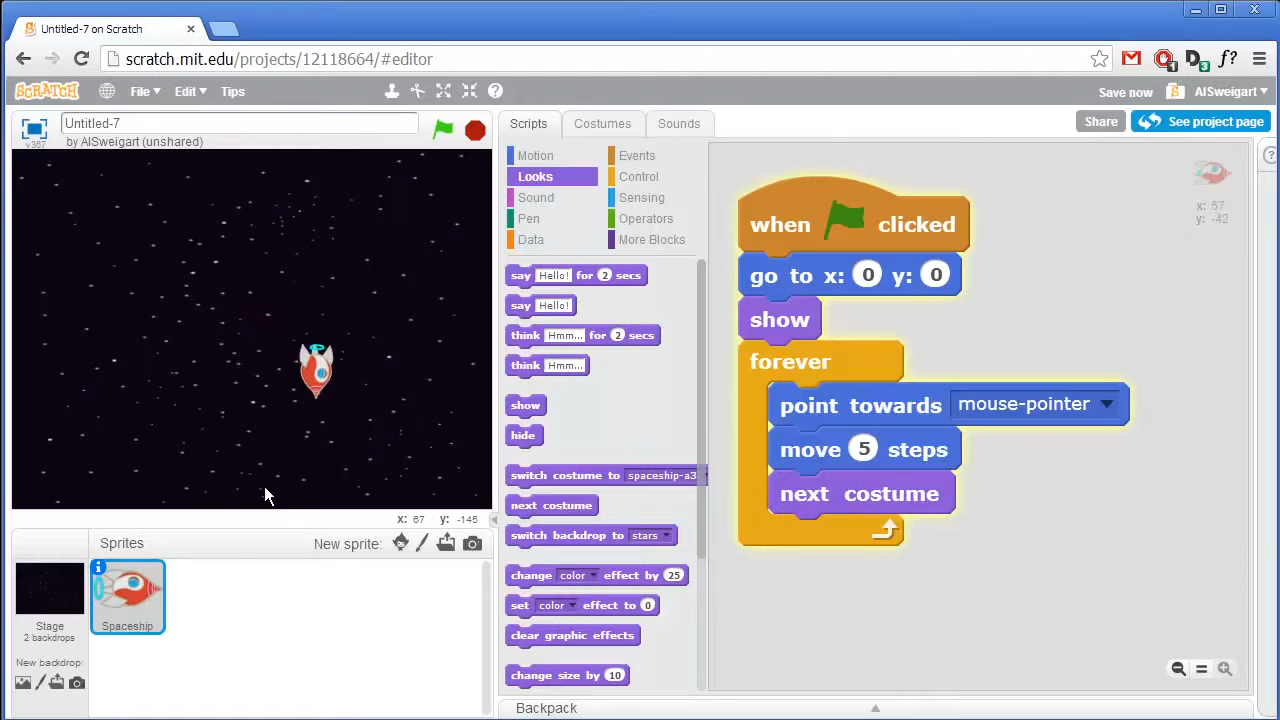 Untitled-7 on Scratch
scratch.mit.edu/projects/12118664/#editor
1
D
3
f?
SCRATCH
File
Edit
Tips
?
Save now
S
AlSweigart
v387
Untitled-7
by AlSweigart (unshared)
Scripts
Costumes
Sounds
Share
See project page
Motion
Events
Looks
Control
Sound
Sensing
Pen
Operators
Data
More Blocks
say Hello! for 2 secs
say Hello!
think Hmm... for 2 secs
think Hmm...
show
hide
switch costume to spaceship-a3
next costume
switch backdrop to stars
change color effect by 25
set color effect to 0
clear graphic effects
change size by 10
when clicked
go to x: 0 y: 0
show
forever
point towards mouse-pointer
move 5 steps
next costume
x: 67
y: -42
?
x: 67 y: -145
Sprites
New sprite:
i
Stage
2 backdrops
New backdrop:
Spaceship
Backpack